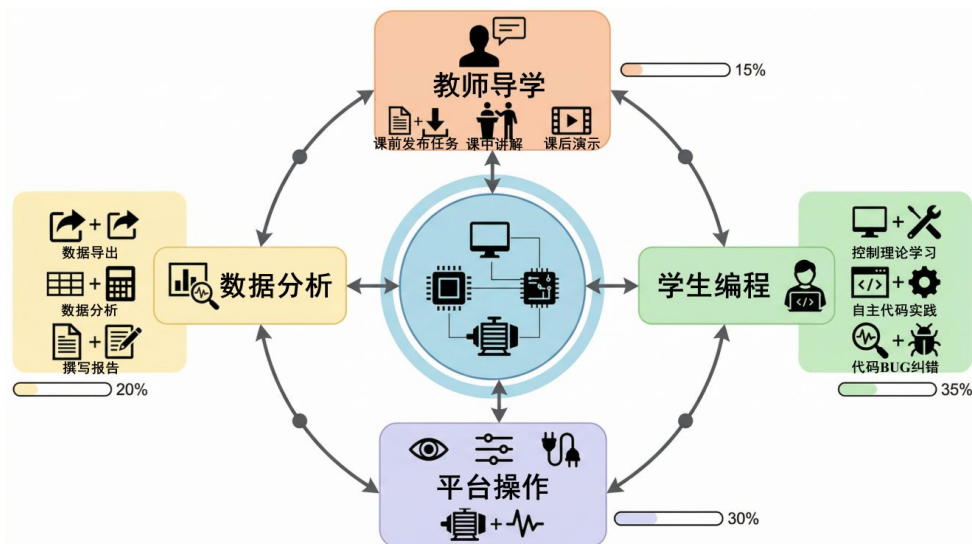 教师导学
课前发布任务 课中讲解 课后演示
15%
数据导出
数据分析
撰写报告
20%
数据分析
学生编程
控制理论学习
自主代码实践
代码BUG纠错
35%
平台操作
30%